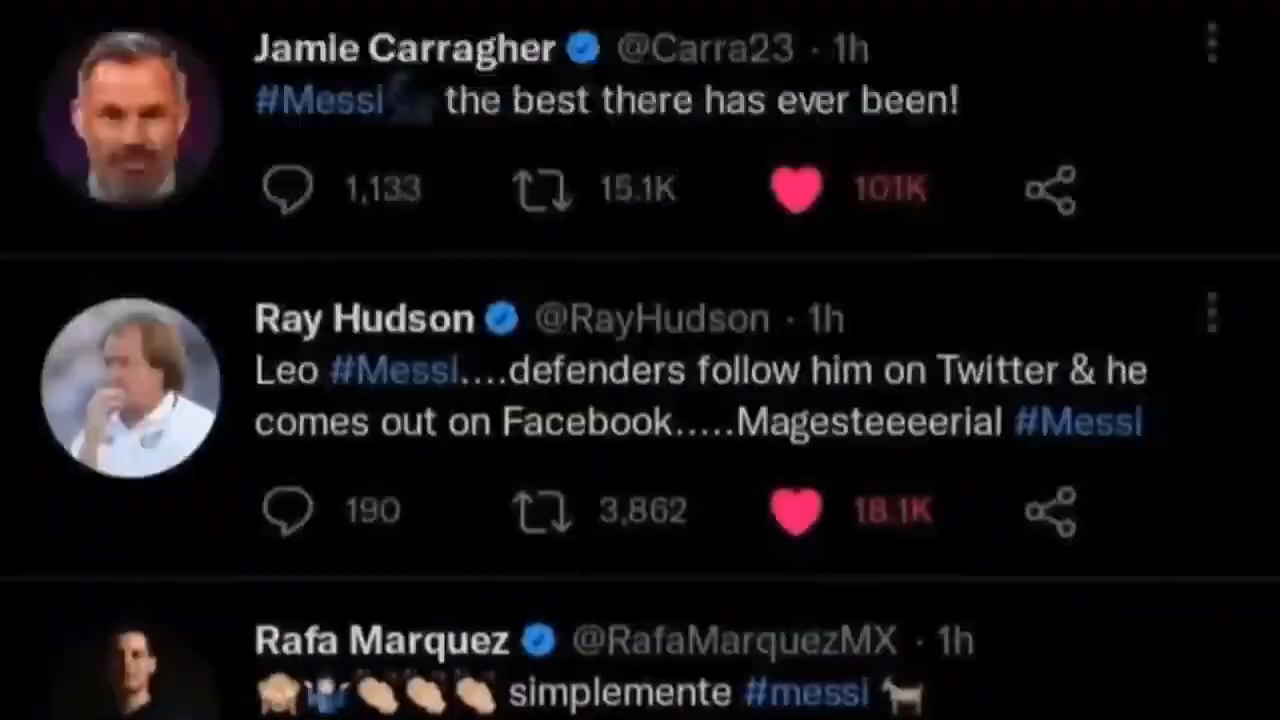 Jamie Carragher @Carra23 · 1h
#Messi the best there has ever been!
1,133 15.1K 101K
Ray Hudson @RayHudson · 1h
Leo #Messi....defenders follow him on Twitter & he
comes out on Facebook.....Magesteeeerial #Messi
190 3,862 18.1K
Rafa Marquez @RafaMarquezMX · 1h
🙈🤷‍♂️👏🏼👏🏼👏🏼 simplemente #messi 🐐